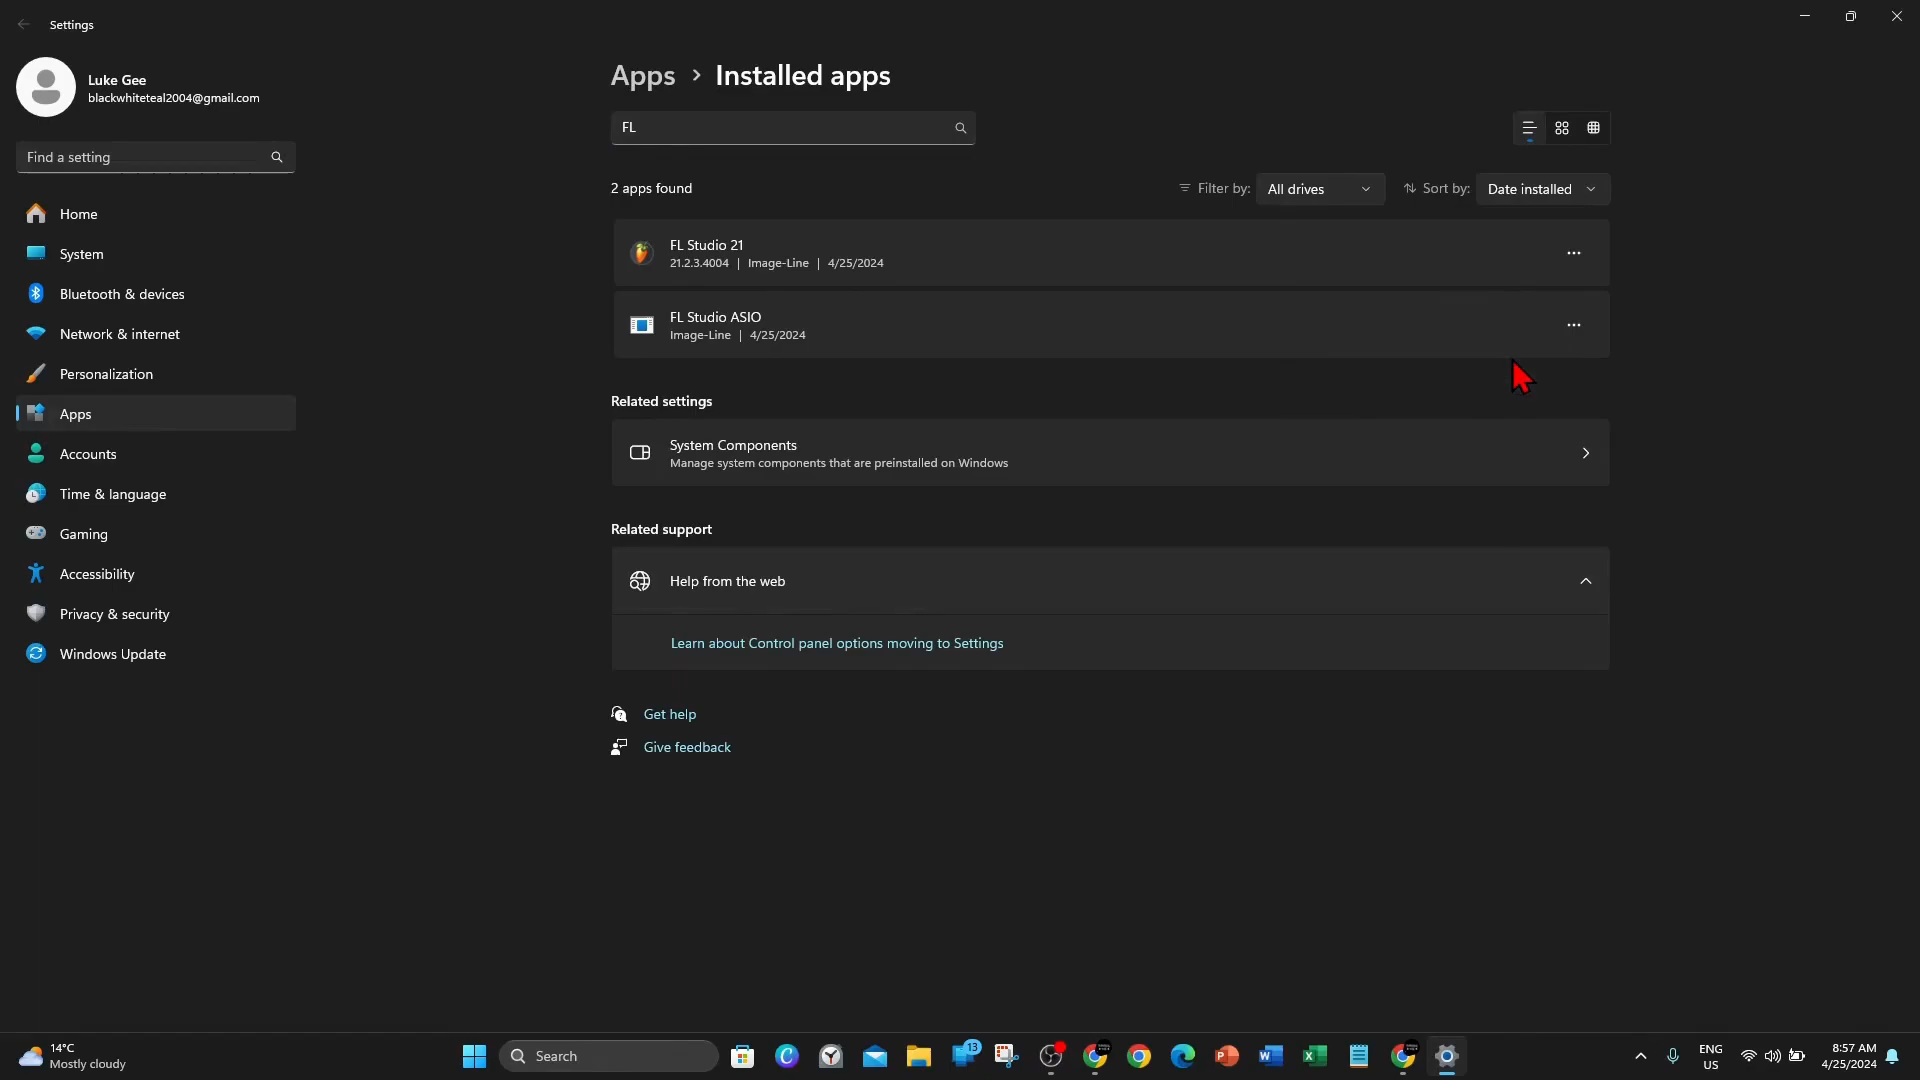 Settings
Luke Gee
blackwhiteteal2004@gmail.com
Find a setting
Home
System
Bluetooth & devices
Network & internet
Personalization
Apps
Accounts
Time & language
Gaming
Accessibility
Privacy & security
Windows Update
Apps > Installed apps
FL
2 apps found
Filter by: All drives
Sort by: Date installed
FL Studio 21
21.2.3.4004 | Image-Line | 4/25/2024
FL Studio ASIO
Image-Line | 4/25/2024
Related settings
System Components
Manage system components that are preinstalled on Windows
Related support
Help from the web
Learn about Control panel options moving to Settings
Get help
Give feedback
14°C
Mostly cloudy
Search
13
ENG
US
8:57 AM
4/25/2024